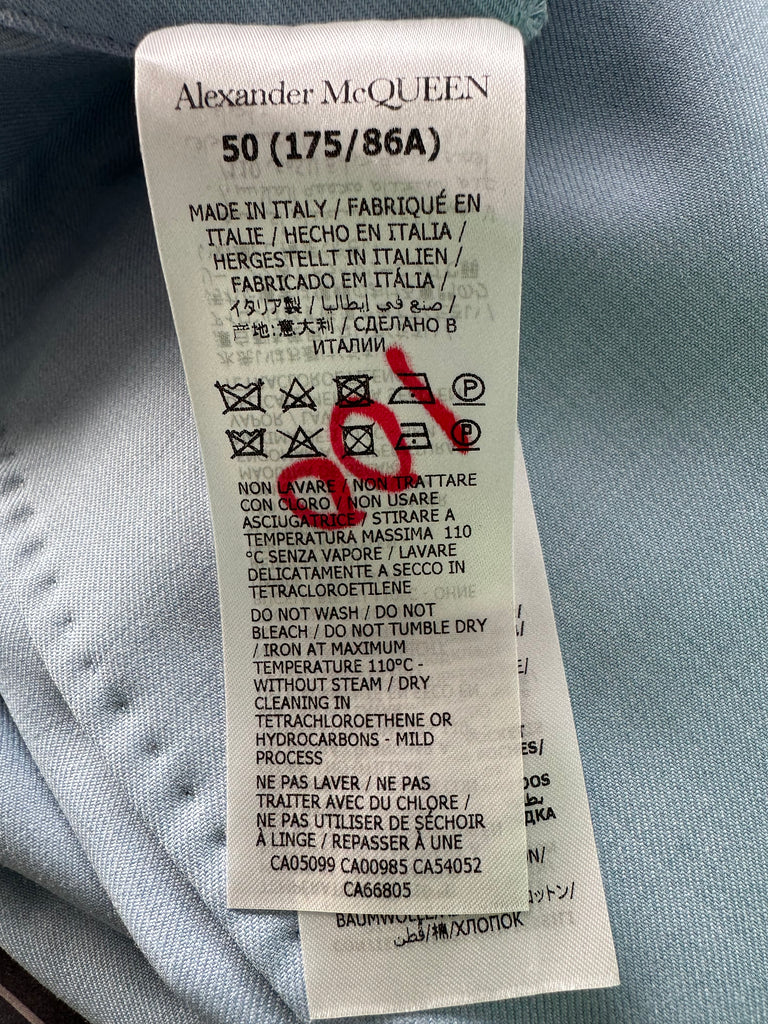 Alexander McQUEEN
50 (175/86A)
MADE IN ITALY / FABRIQUÉ EN
ITALIE / HECHO EN ITALIA /
HERGESTELLT IN ITALIEN /
FABRICADO EM ITÁLIA /
イタリア製 / صنع في إيطاليا /
产地:意大利 / СДЕЛАНО В
ИТАЛИИ
P
P
001
NON LAVARE / NON TRATTARE
CON CLORO / NON USARE
ASCIUGATRICE / STIRARE A
TEMPERATURA MASSIMA 110
°C SENZA VAPORE / LAVARE
DELICATAMENTE A SECCO IN
TETRACLOROETILENE
DO NOT WASH / DO NOT
BLEACH / DO NOT TUMBLE DRY
/ IRON AT MAXIMUM
TEMPERATURE 110°C -
WITHOUT STEAM / DRY
CLEANING IN
TETRACHLOROETHENE OR
HYDROCARBONS - MILD
PROCESS
NE PAS LAVER / NE PAS
TRAITER AVEC DU CHLORE /
NE PAS UTILISER DE SÉCHOIR
À LINGE / REPASSER À UNE
CA05099 CA00985 CA54052
CA66805
BAUMWOLLE/
قطن/棉/ХЛОПОК